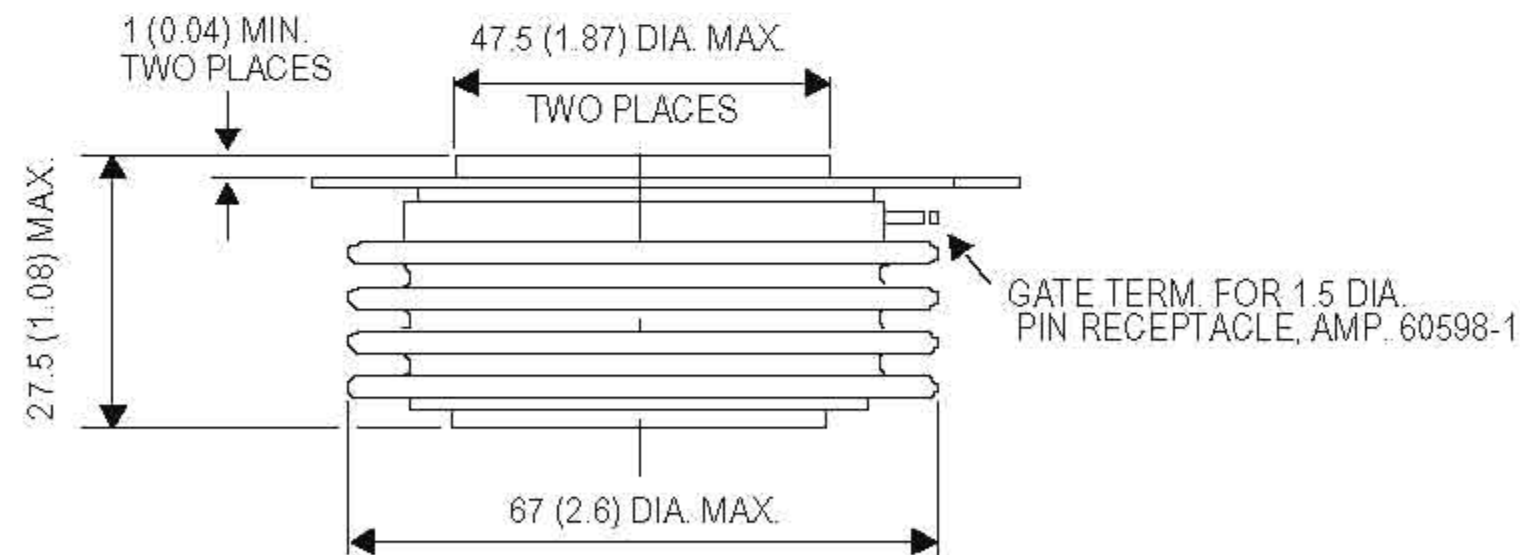 1 (0.04) MIN.
TWO PLACES
47.5 (1.87) DIA. MAX.
TWO PLACES
27.5 (1.08) MAX.
GATE TERM. FOR 1.5 DIA.
PIN RECEPTACLE, AMP. 60598-1
67 (2.6) DIA. MAX.